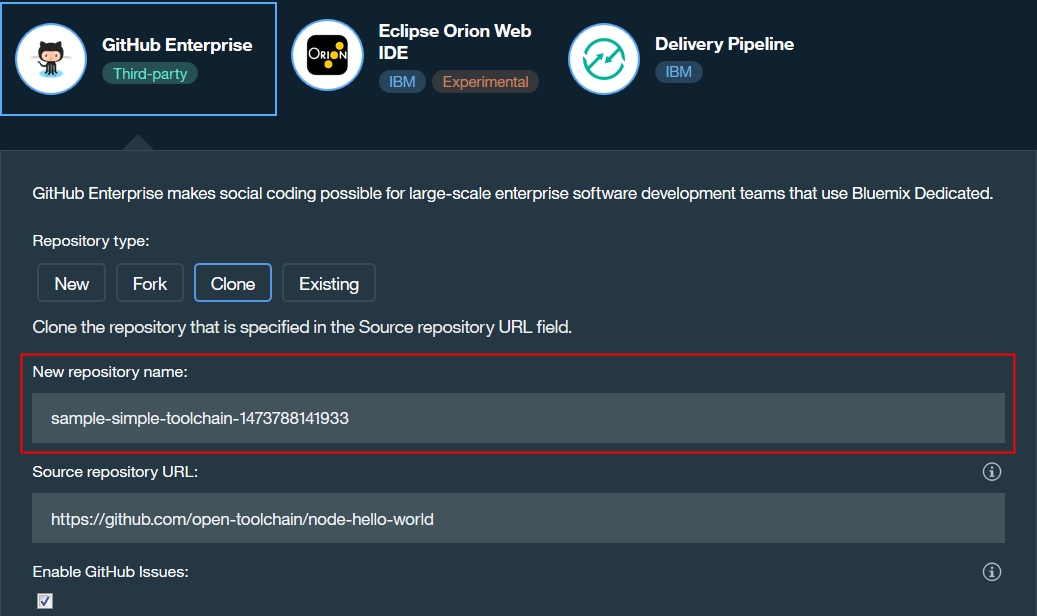 GitHub Enterprise
Third-party
ORION
Eclipse Orion Web
IDE
IBM
Experimental
Delivery Pipeline
IBM
GitHub Enterprise makes social coding possible for large-scale enterprise software development teams that use Bluemix Dedicated.
Repository type:
New
Fork
Clone
Existing
Clone the repository that is specified in the Source repository URL field.
New repository name:
sample-simple-toolchain-1473788141933
Source repository URL:
https://github.com/open-toolchain/node-hello-world
Enable GitHub Issues: